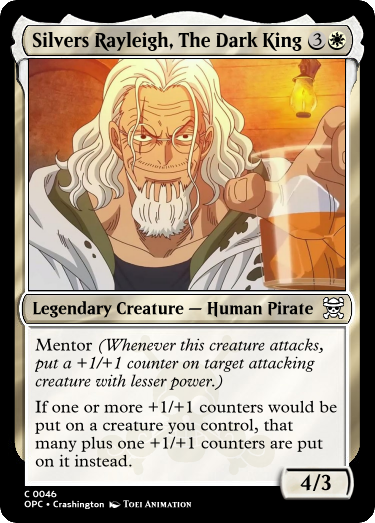 Silvers Rayleigh, The Dark King 3
Legendary Creature — Human Pirate
Mentor (Whenever this creature attacks,
put a +1/+1 counter on target attacking
creature with lesser power.)
If one or more +1/+1 counters would be
put on a creature you control, that
many plus one +1/+1 counters are put
on it instead.
4/3
C 0046
OPC • Crashington TOEI ANIMATION